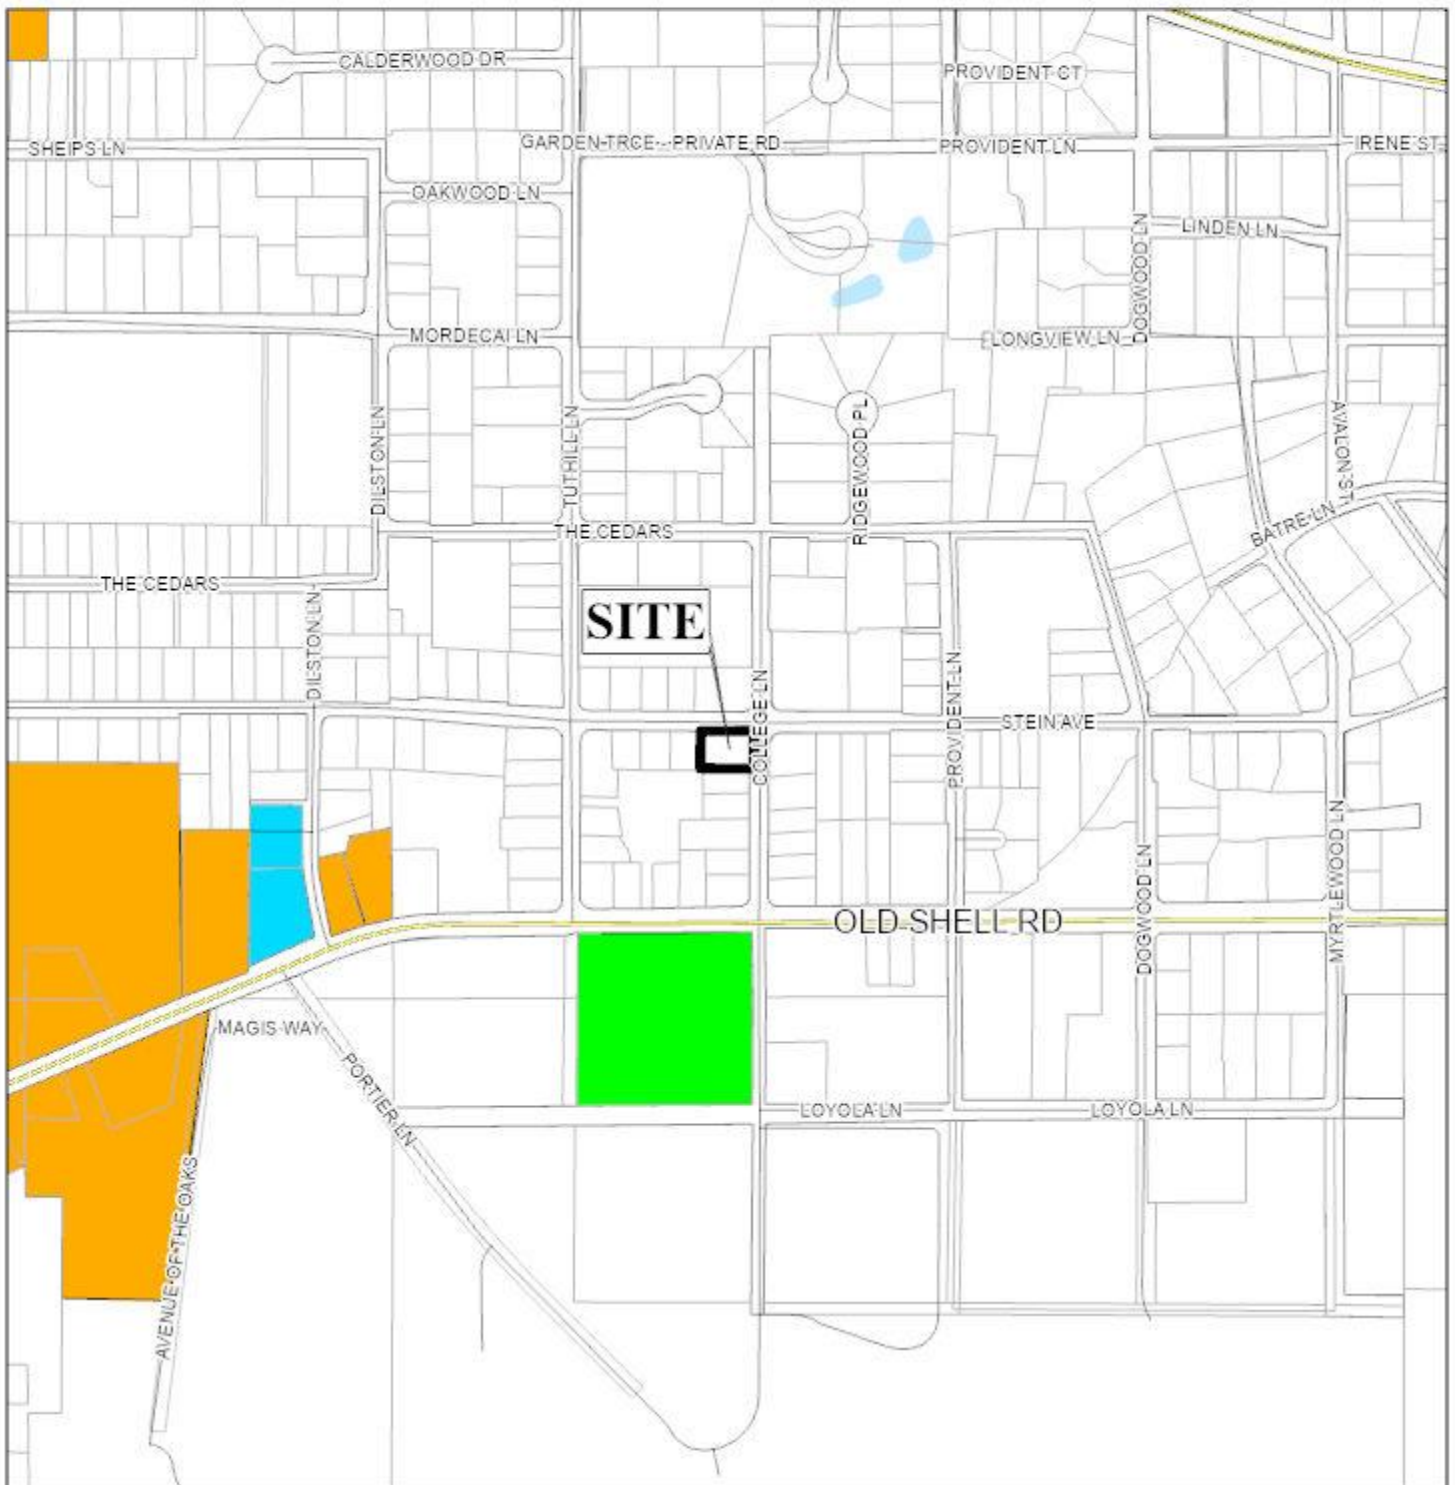 CALDERWOOD DR
PROVIDENT CT
SHEIPS LN
GARDEN TRCE--PRIVATE RD
PROVIDENT LN
IRENE ST
OAKWOOD LN
LINDEN LN
DOGWOOD LN
MORDECAI LN
LONGVIEW LN
DILSTON LN
TUTHILL LN
RIDGEWOOD PL
AVALON ST
BATRE LN
THE CEDARS
THE CEDARS
DILSTON LN
SITE
COLLEGE LN
PROVIDENT LN
STEIN AVE
MYRTLEWOOD LN
DOGWOOD LN
OLD SHELL RD
MAGIS WAY
PORTIER LN
LOYOLA LN
LOYOLA LN
AVENUE OF THE OAKS